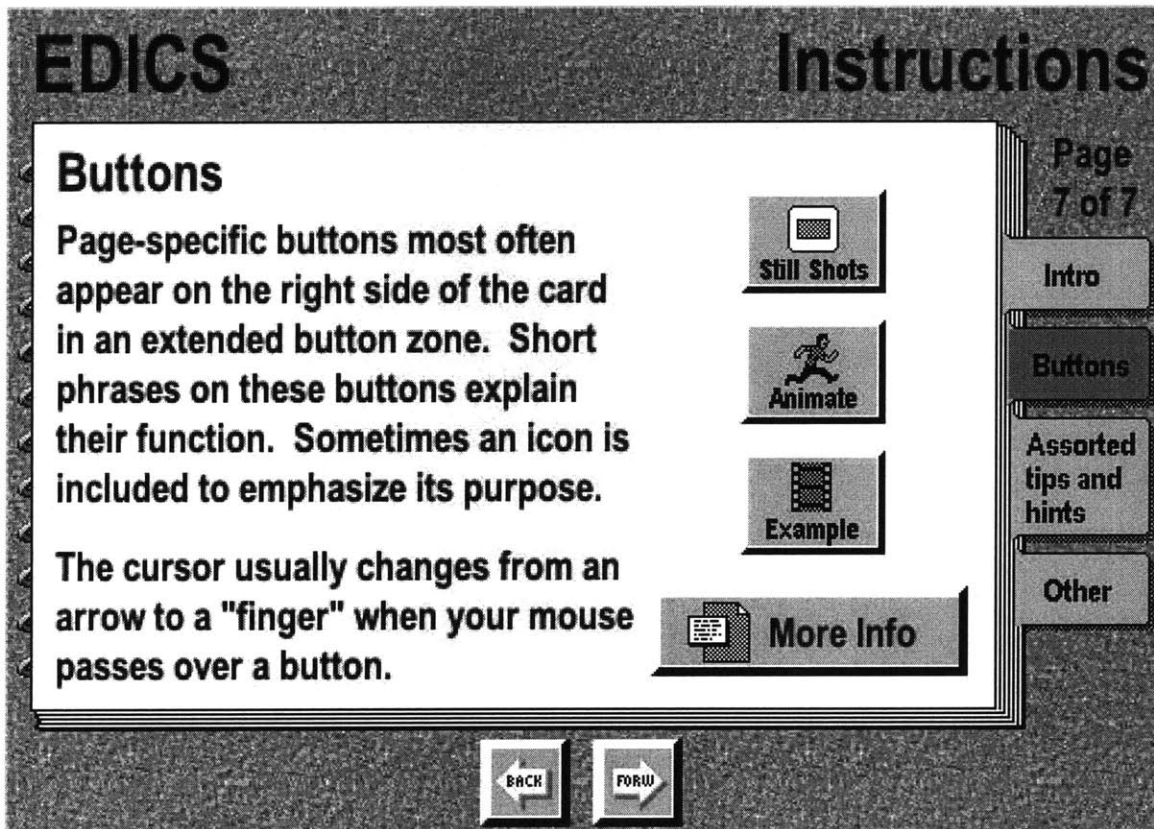 EDICS
Instructions
Page
7 of 7
Buttons
Page-specific buttons most often
appear on the right side of the card
in an extended button zone.  Short
phrases on these buttons explain
their function.  Sometimes an icon is
included to emphasize its purpose.
The cursor usually changes from an
arrow to a "finger" when your mouse
passes over a button.
Still Shots
Animate
Example
More Info
Intro
Buttons
Assorted
tips and
hints
Other
BACK
FORW